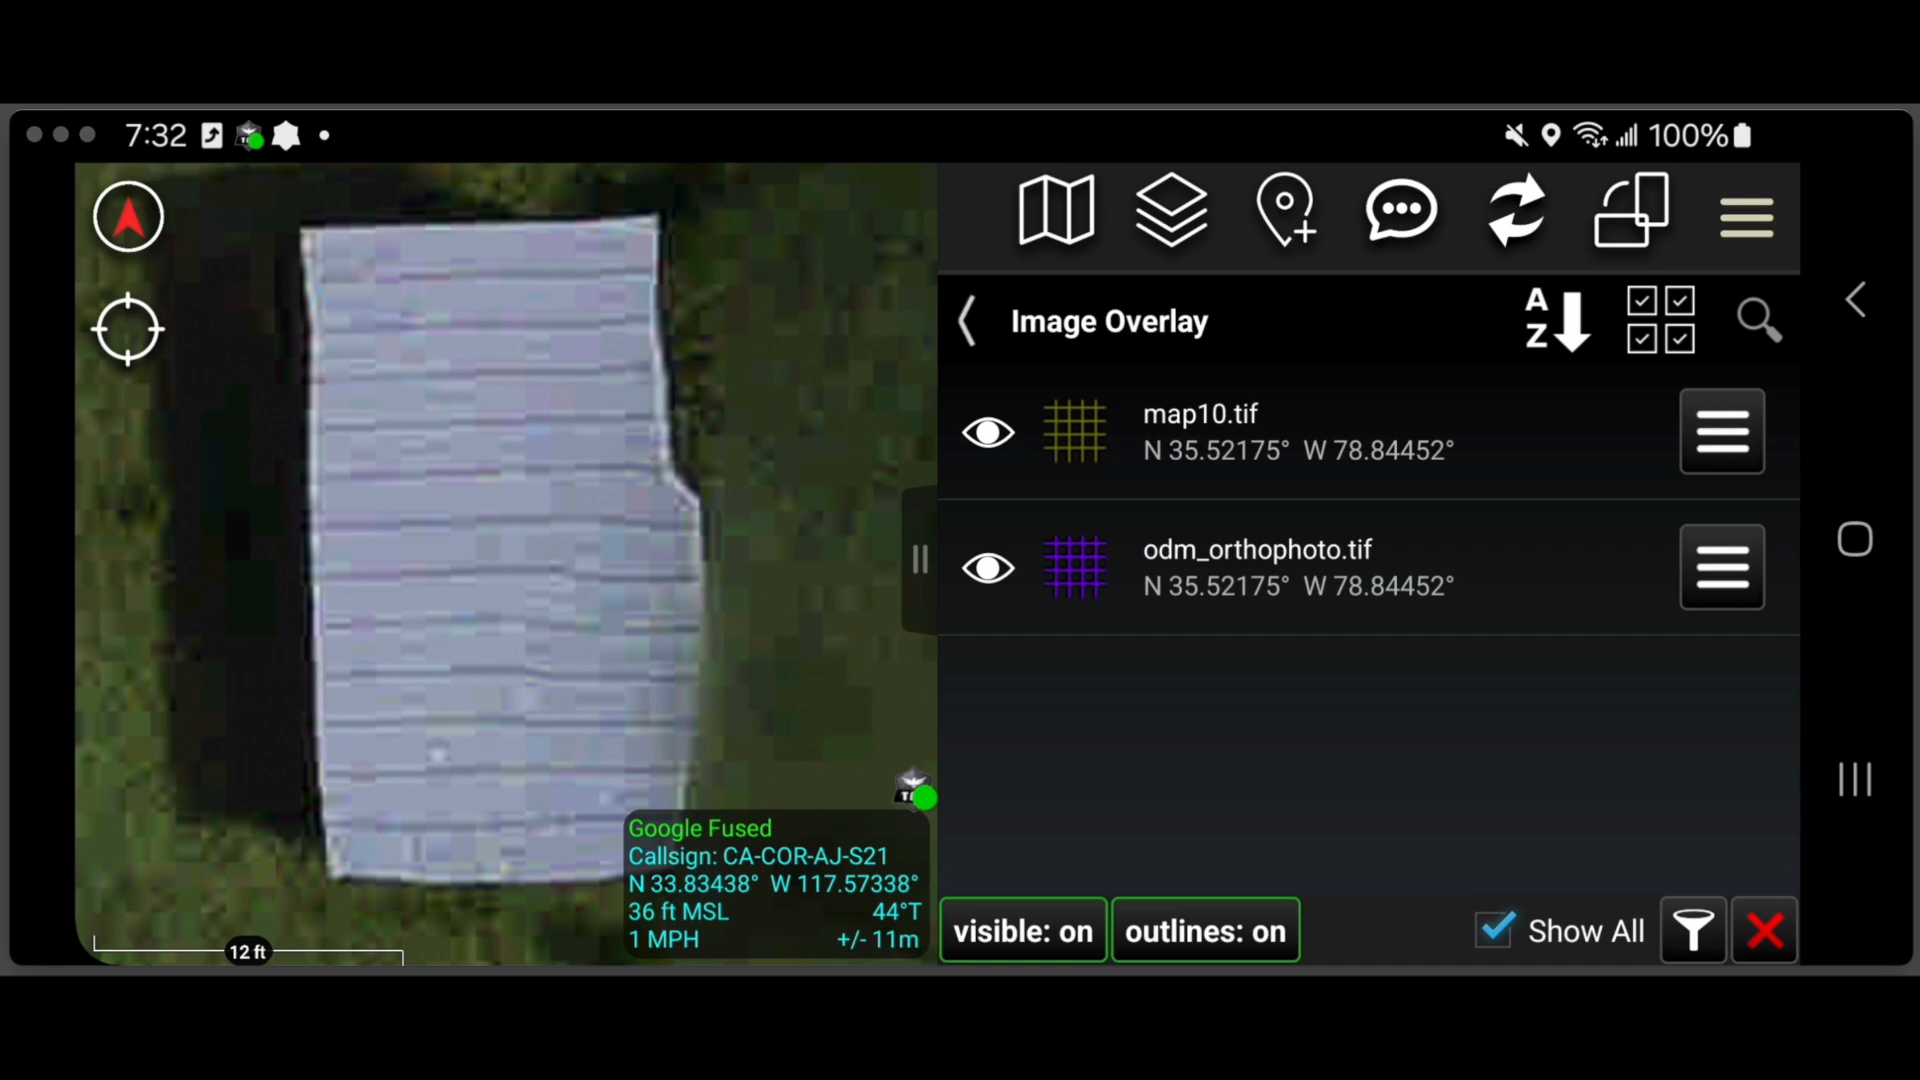 7:32
100%
A
Z
Image Overlay
map10.tif
N 35.52175° W 78.84452°
odm_orthophoto.tif
N 35.52175° W 78.84452°
Google Fused
Callsign: CA-COR-AJ-S21
N 33.83438° W 117.57338°
36 ft MSL 44°T
1 MPH +/- 11m
12 ft
visible: on
outlines: on
Show All